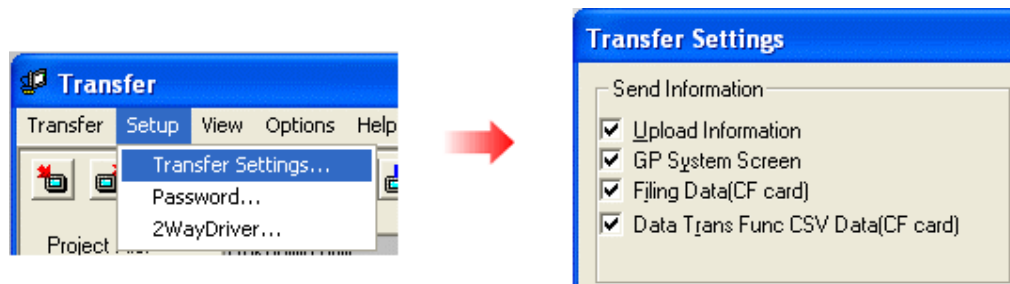 Transfer
Transfer Setup View Options Help
Transfer Settings...
Password...
2WayDriver...
Project
Transfer Settings
Send Information
Upload Information
GP System Screen
Filing Data(CF card)
Data Trans Func CSV Data(CF card)